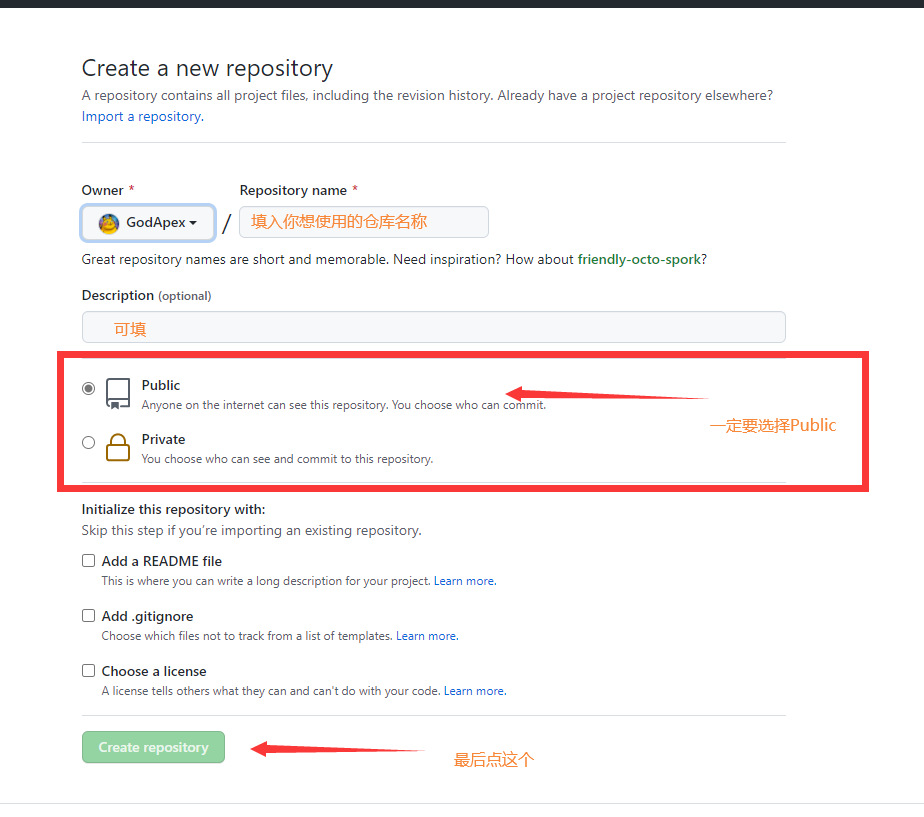 Create a new repository
A repository contains all project files, including the revision history. Already have a project repository elsewhere?
Import a repository.
Owner * Repository name *
GodApex / 填入你想使用的仓库名称
Great repository names are short and memorable. Need inspiration? How about friendly-octo-spork?
Description (optional)
可填
Public
Anyone on the internet can see this repository. You choose who can commit.
一定要选择Public
Private
You choose who can see and commit to this repository.
Initialize this repository with:
Skip this step if you’re importing an existing repository.
Add a README file
This is where you can write a long description for your project. Learn more.
Add .gitignore
Choose which files not to track from a list of templates. Learn more.
Choose a license
A license tells others what they can and can't do with your code. Learn more.
Create repository
最后点这个